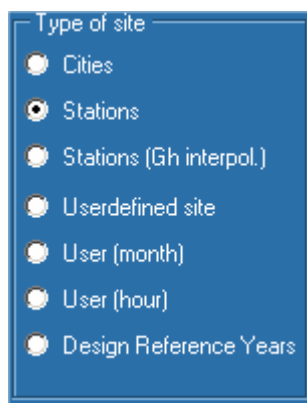 Type of site
Cities
Stations
Stations (Gh interpol.)
Userdefined site
User (month)
User (hour)
Design Reference Years